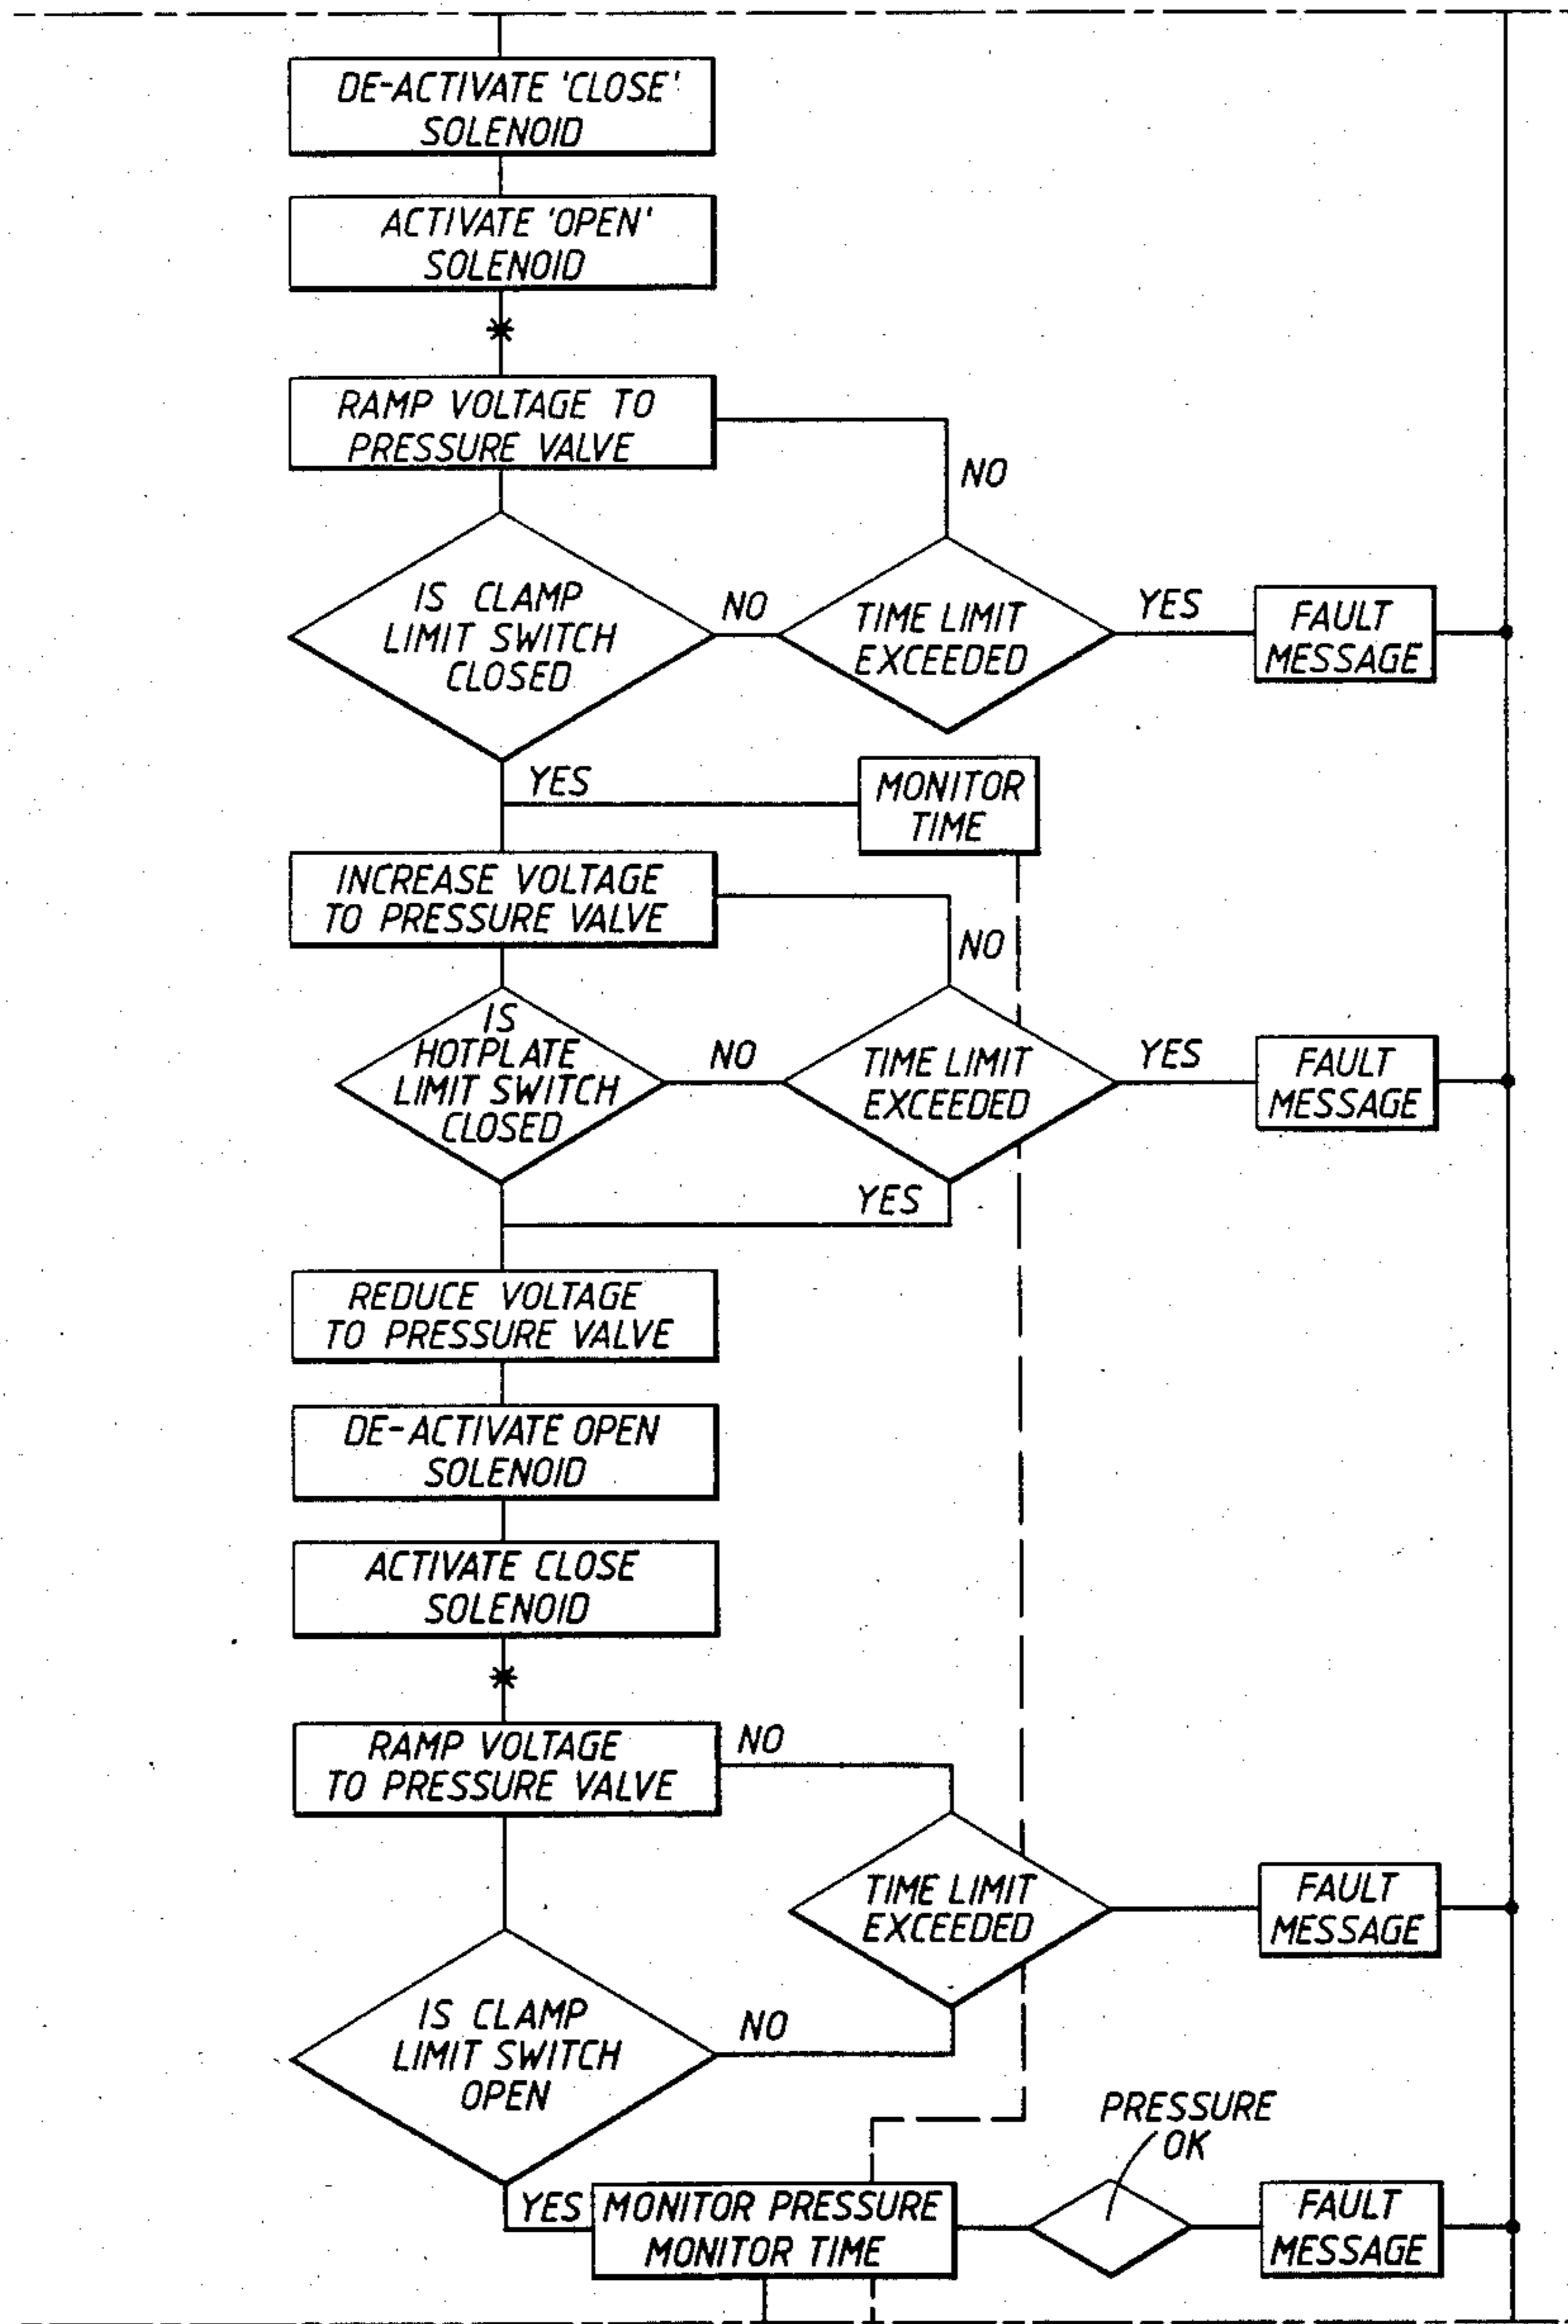 DE-ACTIVATE 'CLOSE'
SOLENOID
ACTIVATE 'OPEN'
SOLENOID
RAMP VOLTAGE TO
PRESSURE VALVE
NO
IS CLAMP
LIMIT SWITCH
CLOSED
NO
TIME LIMIT
EXCEEDED
YES
FAULT
MESSAGE
YES
MONITOR
TIME
INCREASE VOLTAGE
TO PRESSURE VALVE
NO
IS
HOTPLATE
LIMIT SWITCH
CLOSED
NO
TIME LIMIT
EXCEEDED
YES
FAULT
MESSAGE
YES
REDUCE VOLTAGE
TO PRESSURE VALVE
DE-ACTIVATE OPEN
SOLENOID
ACTIVATE CLOSE
SOLENOID
RAMP VOLTAGE
TO PRESSURE VALVE
NO
TIME LIMIT
EXCEEDED
FAULT
MESSAGE
IS CLAMP
LIMIT SWITCH
OPEN
NO
PRESSURE
OK
YES
MONITOR PRESSURE
MONITOR TIME
FAULT
MESSAGE